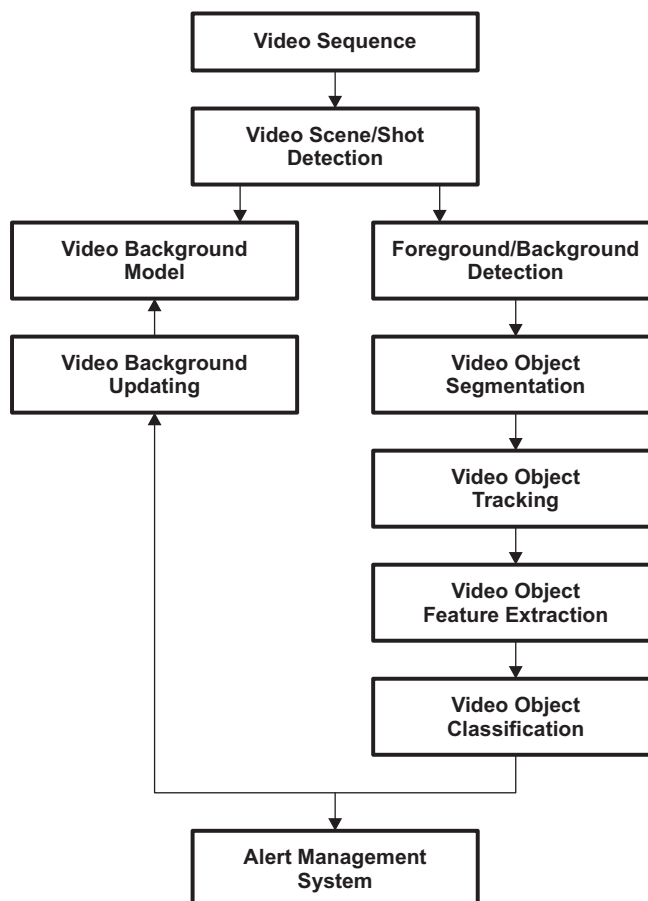 Video Sequence
Video Scene/Shot
Detection
Video Background
Model
Foreground/Background
Detection
Video Background
Updating
Video Object
Segmentation
Video Object
Tracking
Video Object
Feature Extraction
Video Object
Classification
Alert Management
System